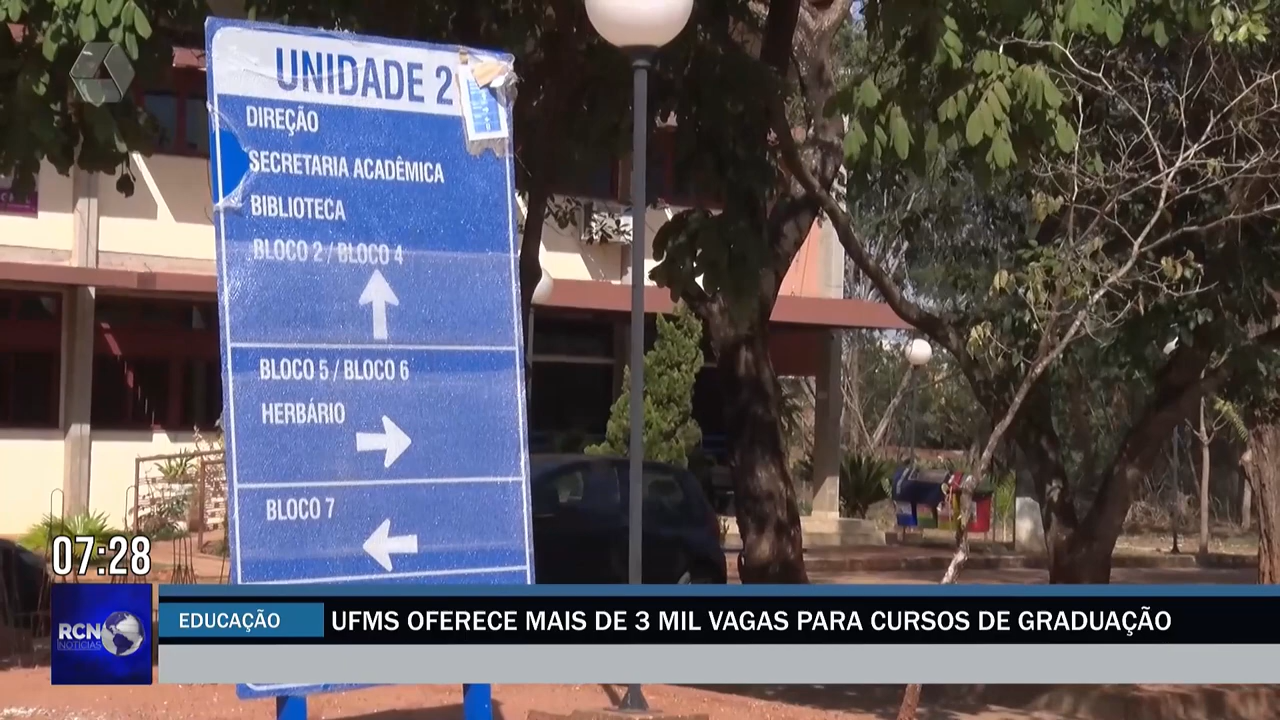 UNIDADE 2
DIREÇÃO
SECRETARIA ACADÊMICA
BIBLIOTECA
BLOCO 2 / BLOCO 4
BLOCO 5 / BLOCO 6
HERBÁRIO
BLOCO 7
07:28
RCN
NOTÍCIAS
EDUCAÇÃO
UFMS OFERECE MAIS DE 3 MIL VAGAS PARA CURSOS DE GRADUAÇÃO